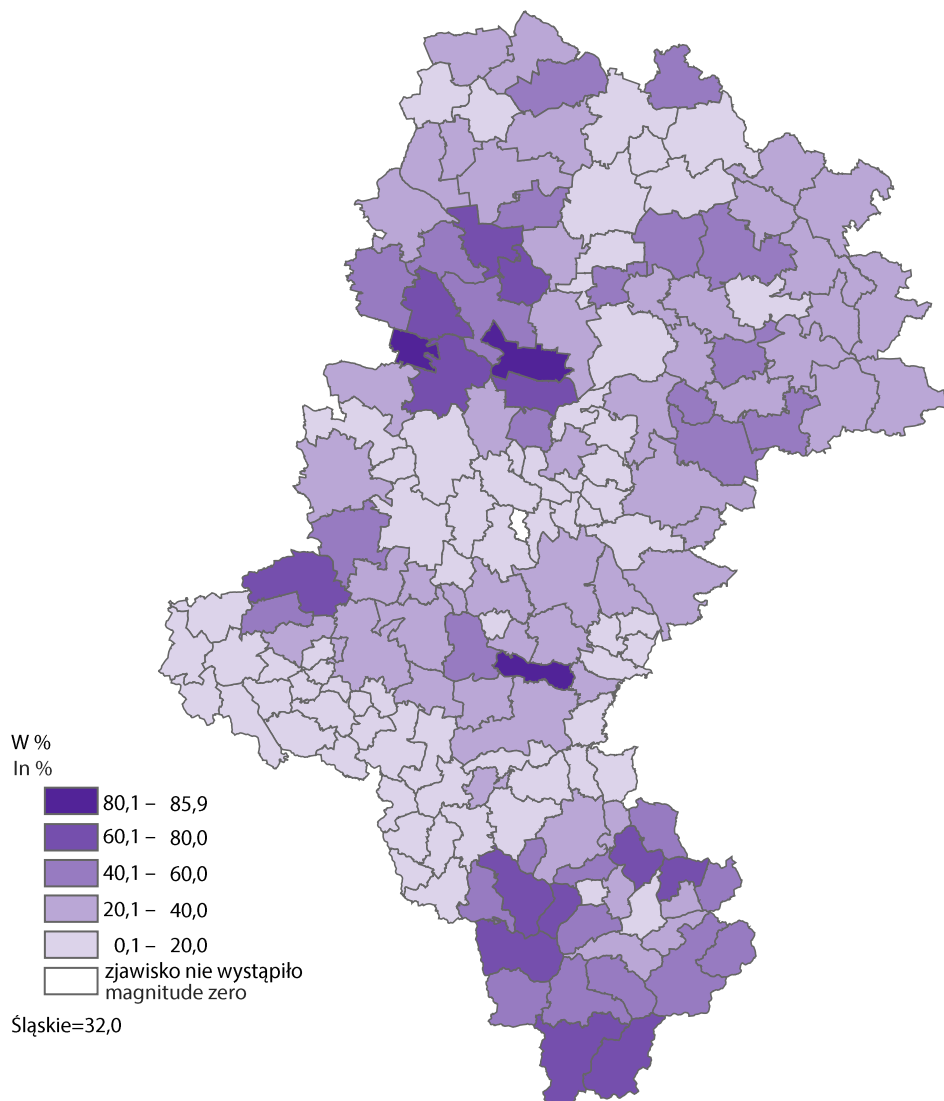 W %
In %
80,1 – 85,9
60,1 – 80,0
40,1 – 60,0
20,1 – 40,0
0,1 – 20,0
zjawisko nie wystąpiło
magnitude zero
Śląskie=32,0